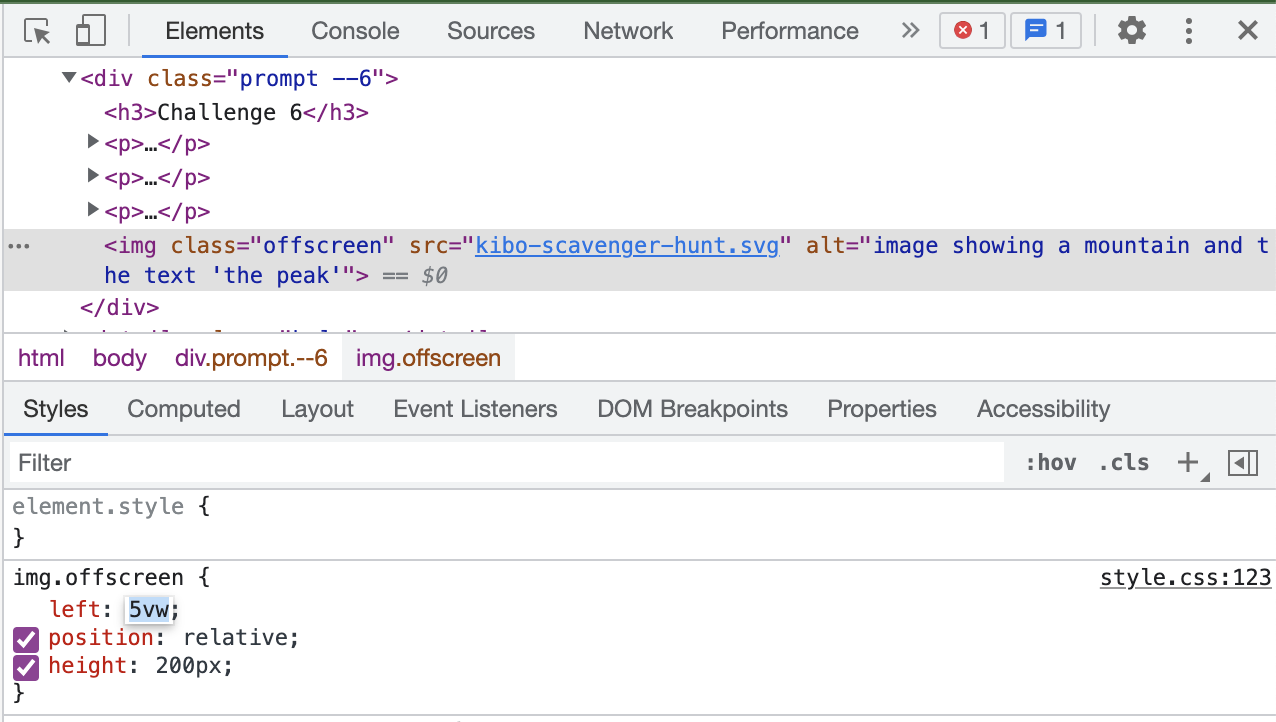 Elements Console Sources Network Performance » 1 1
▼<div class="prompt --6">
<h3>Challenge 6</h3>
▶<p>…</p>
▶<p>…</p>
▶<p>…</p>
••• <img class="offscreen" src="kibo-scavenger-hunt.svg" alt="image showing a mountain and t
he text 'the peak'"> == $0
</div>
html body div.prompt.--6 img.offscreen
Styles Computed Layout Event Listeners DOM Breakpoints Properties Accessibility
Filter :hov .cls +
element.style {
}
img.offscreen { style.css:123
left: 5vw;
position: relative;
height: 200px;
}